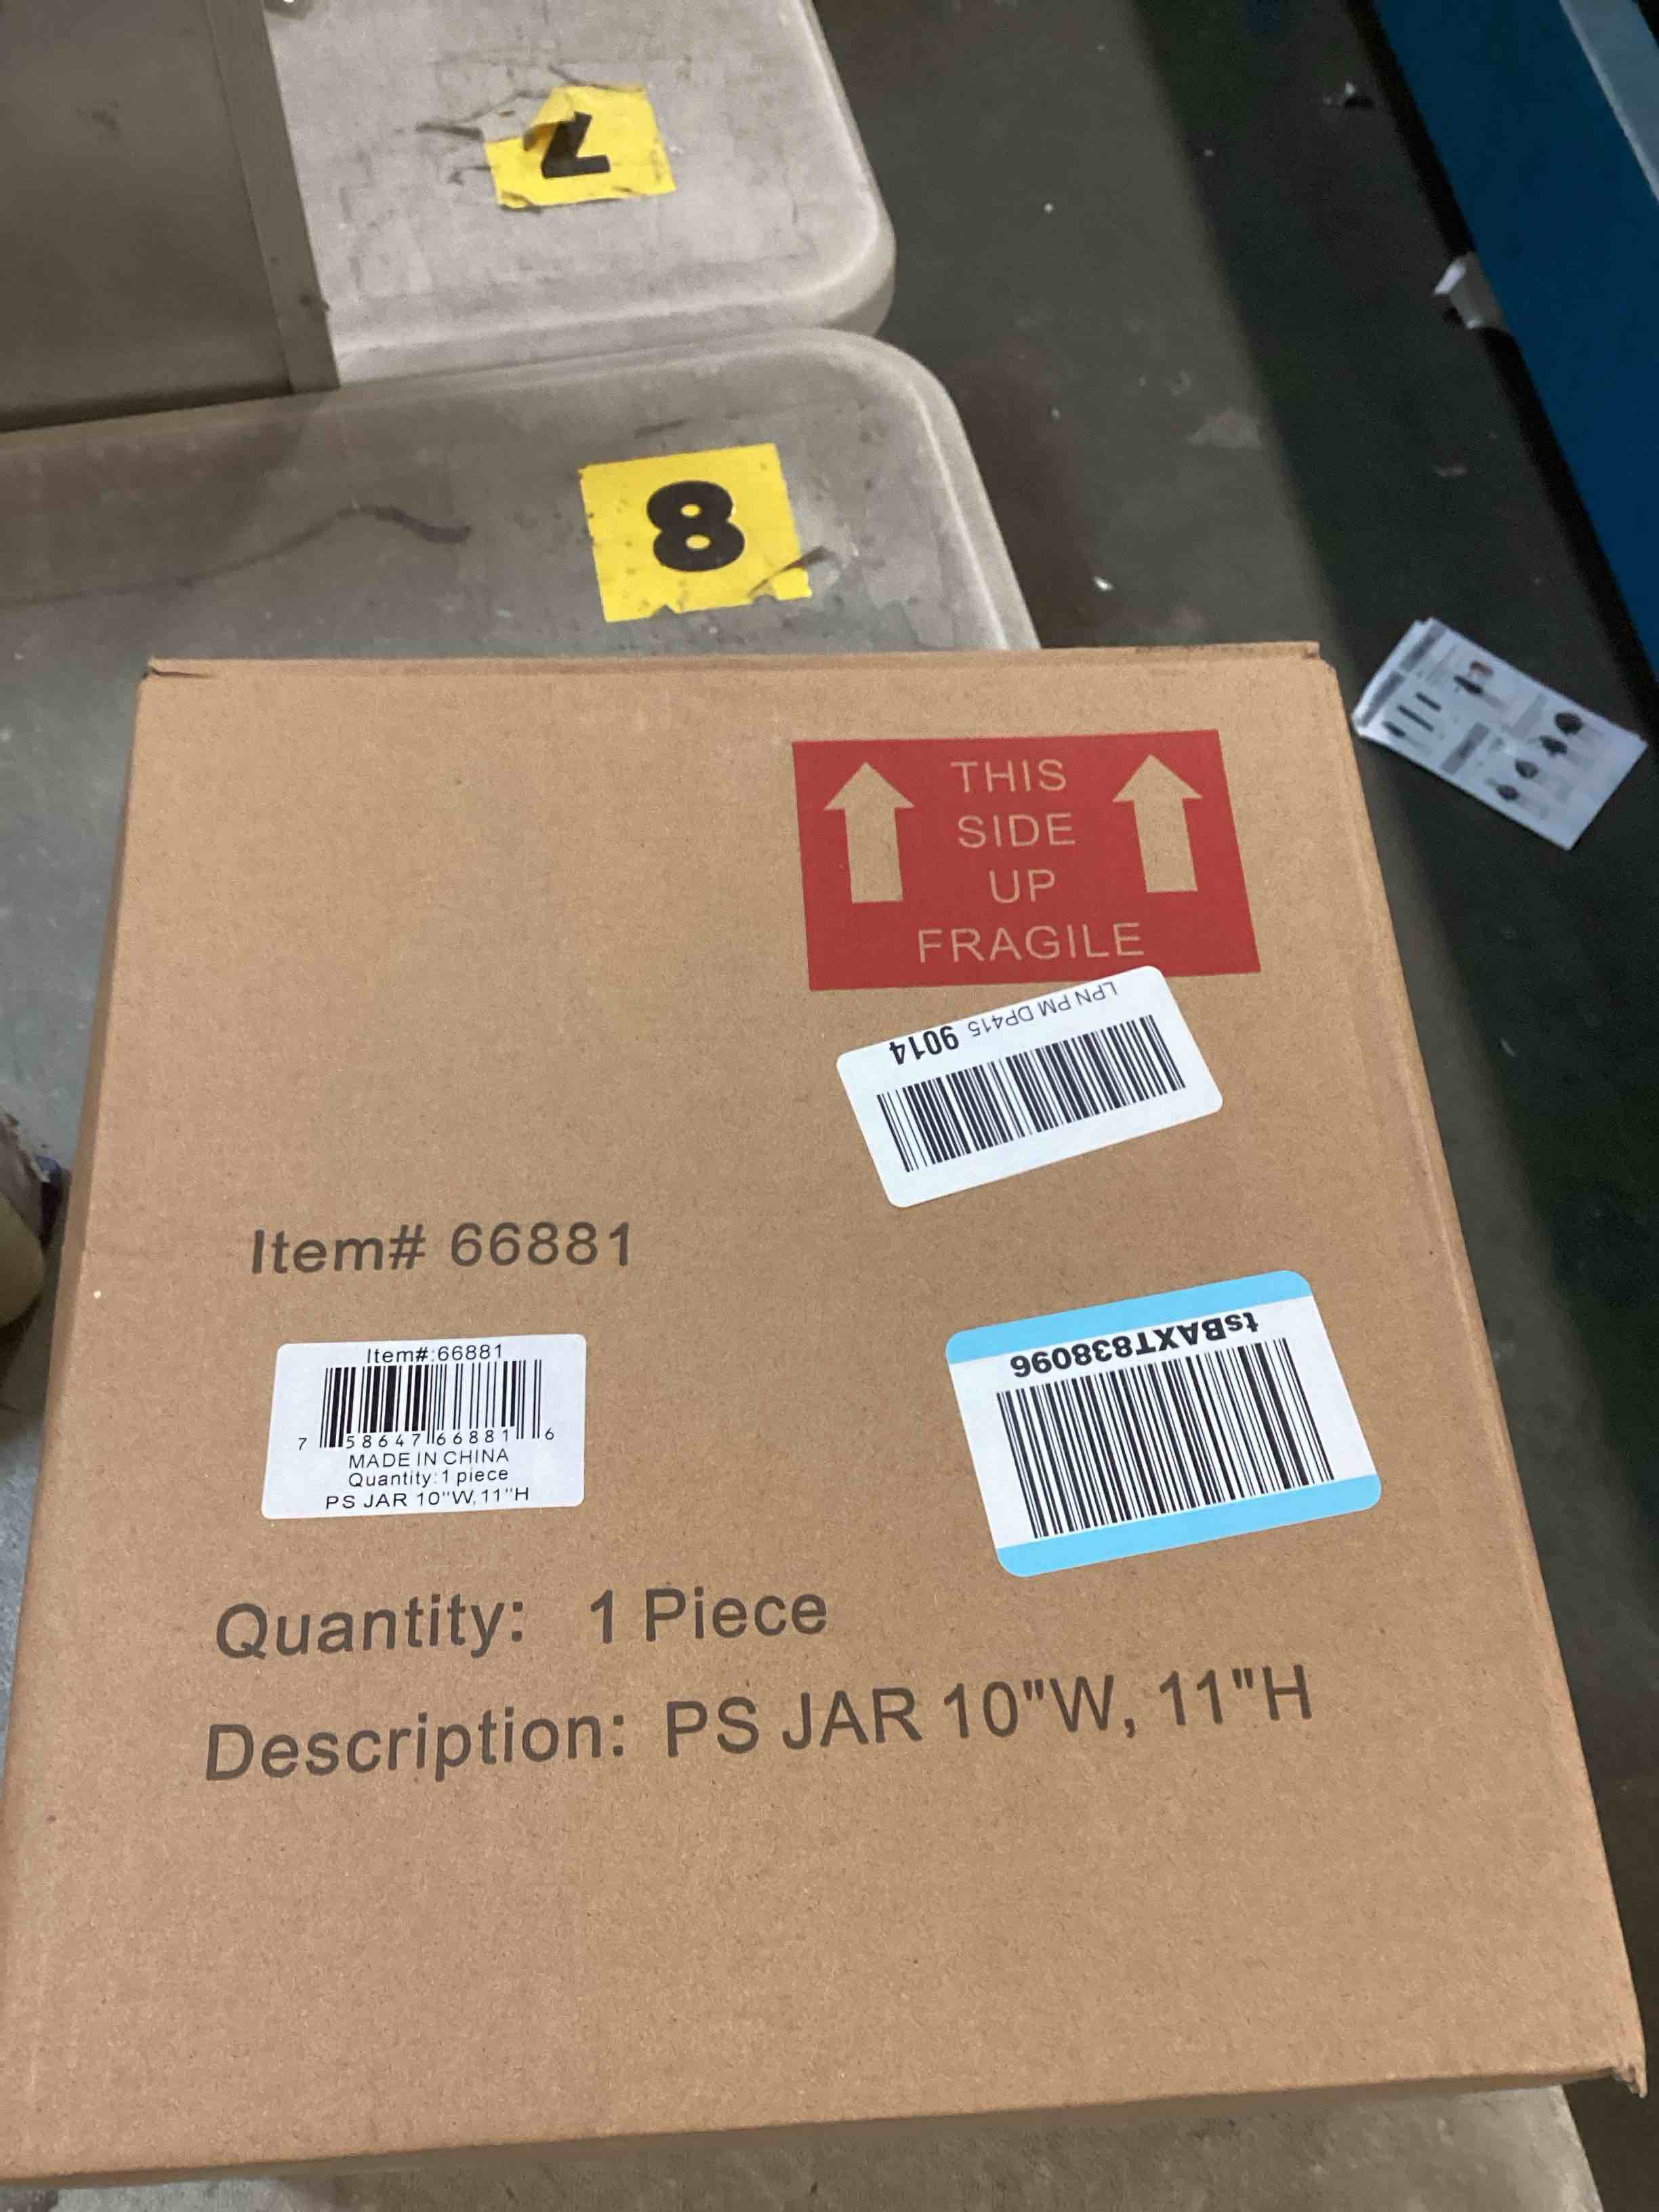 7
8
THIS
SIDE
UP
FRAGILE
LPN PM DP415 9014
Item# 66881
tsBAXT838096
Item#:66881
7 58647 66881 6
MADE IN CHINA
Quantity:1 piece
PS JAR 10"W,11"H
Quantity: 1 Piece
Description: PS JAR 10"W, 11"H